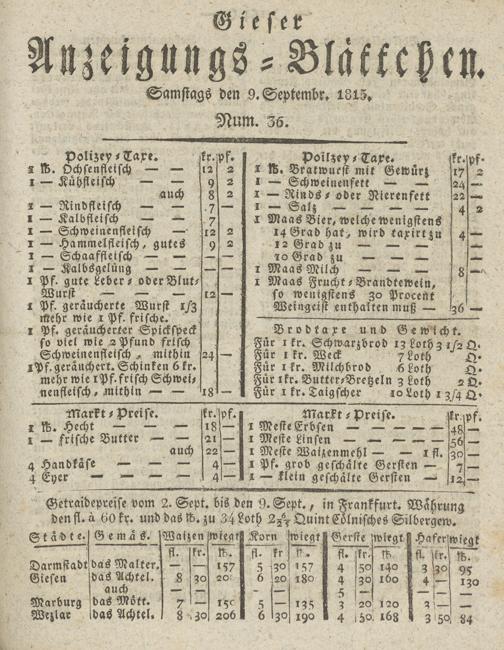 Gieser
Anzeigungs-Blättchen.
Samstags den 9. Septembr. 1815.
Num. 36.
Polizey-Taxe. kr. pf.
1 ℔. Ochsenfleisch — — 12 2
1 — Kühfleisch — — 9 2
auch 8 2
1 — Rindfleisch — — 7 —
1 — Kalbfleisch — — 7 —
1 — Schweinenfleisch — 12 2
1 — Hammelfleisch, gutes 9 2
1 — Schaaffleisch — — — —
1 — Kalbsgelüng — — — —
1 Pf. gute Leber- oder Blut-
Wurst — — — 12 —
1 Pf. geräucherte Wurst 1/3
mehr wie 1 Pf. frische.
1 Pf. geräucherter Spickspeck
so viel wie 2 Pfund frisch
Schweinenfleisch, mithin 24 —
1 Pf. geräuchert. Schinken 6 kr.
mehr wie 1 Pf. frisch Schwei-
nenfleisch, mithin — — 18 —
Poilzey-Taxe. kr. pf.
1 ℔. Bratwurst mit Gewürz 17 2
1 — Schweinenfett — — 24 —
1 — Rinds- oder Nierenfett 22 —
1 — Salz — — — 4 2
1 Maas Bier, welche wenigstens
14 Grad hat, wird taxirt zu 4 —
12 Grad zu — — — —
10 Grad zu — — — —
1 Maas Milch — — 8 —
1 Maas Frucht-Brandtewein,
so wenigstens 30 Procent
Weingeist enthalten muß — 36 —
Brodtaxe und Gewicht.
Für 1 kr. Schwarzbrod 13 Loth 3 1/2 Q.
Für 1 kr. Weck 7 Loth Q.
Für 1 kr. Milchbrod 6 Loth Q.
Für 1 kr. Butter-Bretzeln 3 Loth 2 Q.
Für 1 kr. Taigscher 10 Loth 1 3/4 Q.
Markt-Preise. kr. pf.
1 ℔. Hecht — — — 18 —
1 — frische Butter — — 21 —
auch 22 —
4 Handkäse — — — 4 —
4 Eyer — — — 4 —
Markt-Preise. kr. pf.
1 Meste Erbsen — — — 48 —
1 Meste Linsen — — — 56 —
1 Meste Waizenmehl — 1 fl. 30 —
1 Pf. grob geschälte Gersten — 7 —
1 — klein geschälte Gersten — 12 —
Getraidepreise vom 2. Sept. bis den 9. Sept., in Frankfurt. Währung
den fl. à 60 kr. und das ℔. zu 34 Loth Quint Cölnisches Silbergew.
Städte. Gemäs. Waizen wiegt Korn wiegt Gerste wiegt. Hafer wiegt
fl. kr. ℔. fl. kr. ℔. fl. kr. ℔. fl. kr. ℔.
Darmstadt das Malter. — — 157 5 30 157 4 50 140 3 30 95
Giesen das Achtel. 8 30 6 20 180 4 30 160 4 — 130
auch — — — — 5 — —
Marburg das Mött. 7 — 5 — 135 3 20 121 3 — 89
Wezlar das Achtel. 8 30 206 6 30 190 4 50 168 3 50 84